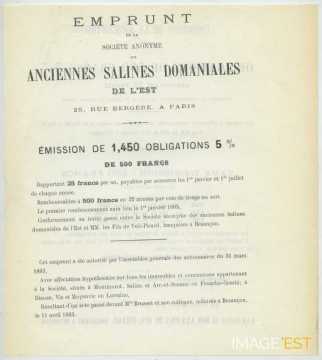 EMPRUNT
DE LA
SOCIÉTÉ ANONYME
DES
ANCIENNES SALINES DOMANIALES
DE L'EST
25, RUE BERGÈRE, A PARIS
ÉMISSION DE 1,450 OBLIGATIONS 5 %
DE 500 FRANCS
Rapportant 25 francs par an, payables par semestre les 1er janvier et 1er juillet
de chaque année.
Remboursables à 500 francs en ans par voie de tirage au sort.
Le premier remboursement aura lieu le 1er janvier
Conformément au traité passé entre la Société anonyme des anciennes Salines
domaniales de l'Est et MM. les Fils de Veil-Picard, banquiers à Besançon.
Cet emprunt a été autorisé par l'assemblée générale des actionnaires du 31 mars
Avec affectation hypothécaire sur tous les immeubles et concessions appartenant
à la Société, situés à Montmorot, Salins et Arc-et-Senans en Franche-Comté; à
Dieuze, Vic et Moyenvic en Lorraine,
Résultant d'un acte passé devant Me et son collègue, notaires à Besançon,
le 11 avril
IMAGE'EST